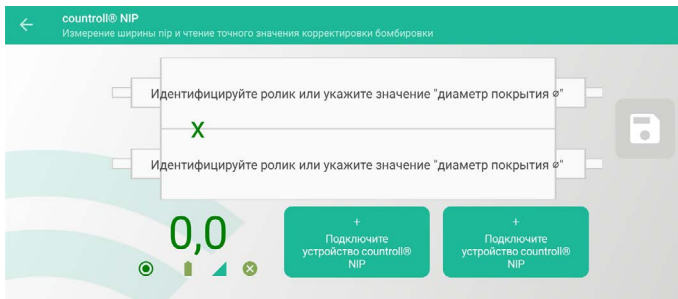 countroll® NIP
Измерение ширины nip и чтение точного значения корректировки бомбировки
Идентифицируйте ролик или укажите значение "диаметр покрытия ⌀"
X
Идентифицируйте ролик или укажите значение "диаметр покрытия ⌀"
0,0
+
Подключите
устройство countroll®
NIP
+
Подключите
устройство countroll®
NIP